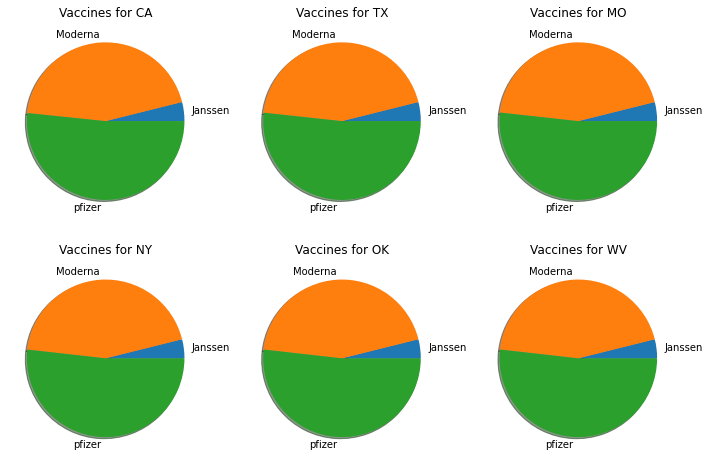 Vaccines for CA
Moderna
Janssen
pfizer
Vaccines for TX
Moderna
Janssen
pfizer
Vaccines for MO
Moderna
Janssen
pfizer
Vaccines for NY
Moderna
Janssen
pfizer
Vaccines for OK
Moderna
Janssen
pfizer
Vaccines for WV
Moderna
Janssen
pfizer